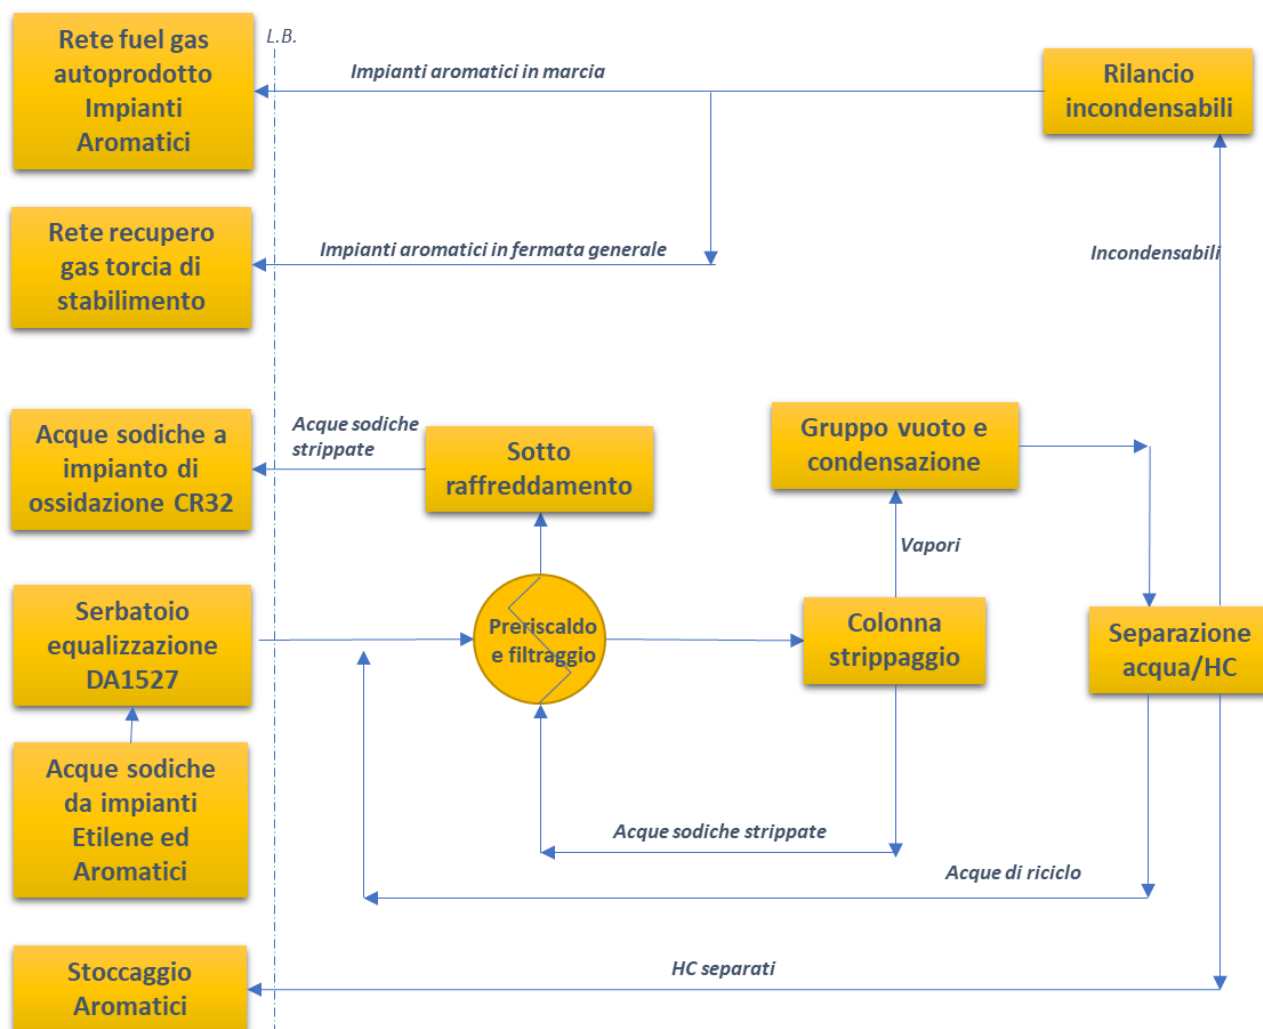 Rete fuel gas
autoprodotto
Impianti
Aromatici
L.B.
Impianti aromatici in marcia
Rilancio
incondensabili
Rete recupero
gas torcia di
stabilimento
Impianti aromatici in fermata generale
Incondensabili
Acque sodiche a
impianto di
ossidazione CR32
Acque sodiche
strippate
Sotto
raffreddamento
Gruppo vuoto e
condensazione
Vapori
Serbatoio
equalizzazione
DA1527
Preriscaldo
e filtraggio
Colonna
strippaggio
Separazione
acqua/HC
Acque sodiche
da impianti
Etilene ed
Aromatici
Acque sodiche strippate
Acque di riciclo
Stoccaggio
Aromatici
HC separati